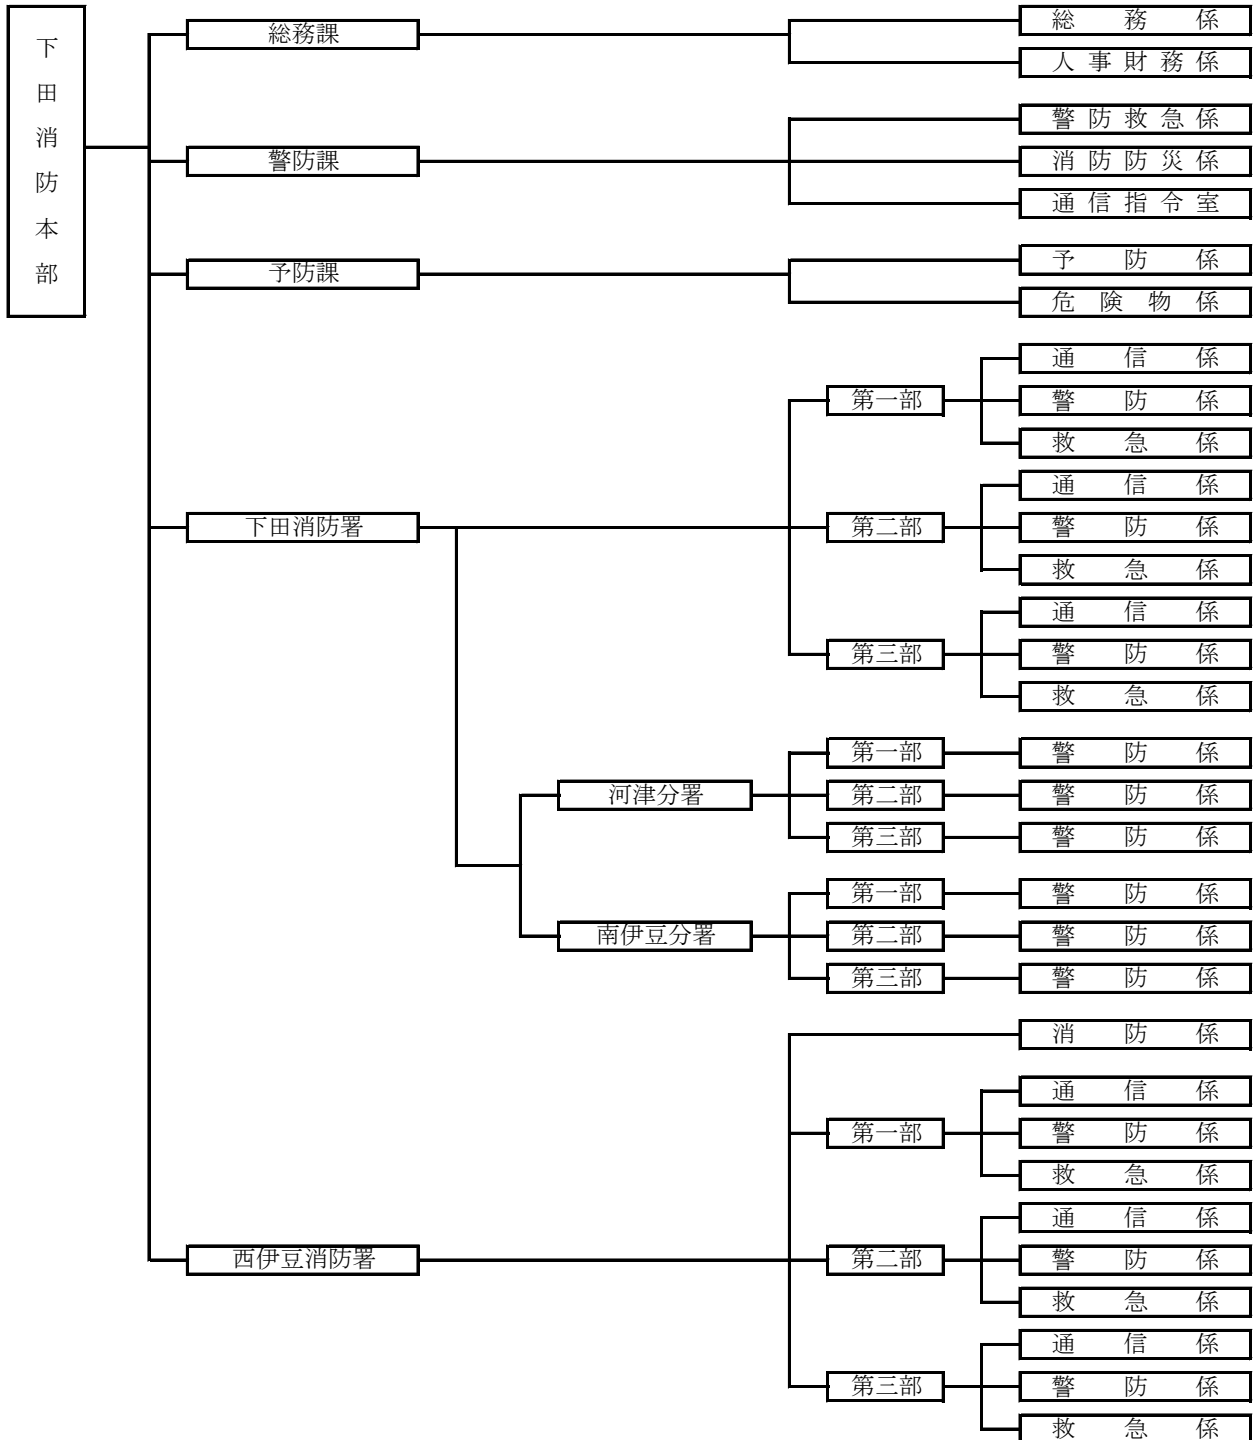 下田消防本部
総務課
総務係
人事財務係
警防課
警防救急係
消防防災係
通信指令室
予防課
予防係
危険物係
下田消防署
第一部
通信係
警防係
救急係
第二部
通信係
警防係
救急係
第三部
通信係
警防係
救急係
河津分署
第一部
警防係
第二部
警防係
第三部
警防係
南伊豆分署
第一部
警防係
第二部
警防係
第三部
警防係
西伊豆消防署
消防係
第一部
通信係
警防係
救急係
第二部
通信係
警防係
救急係
第三部
通信係
警防係
救急係